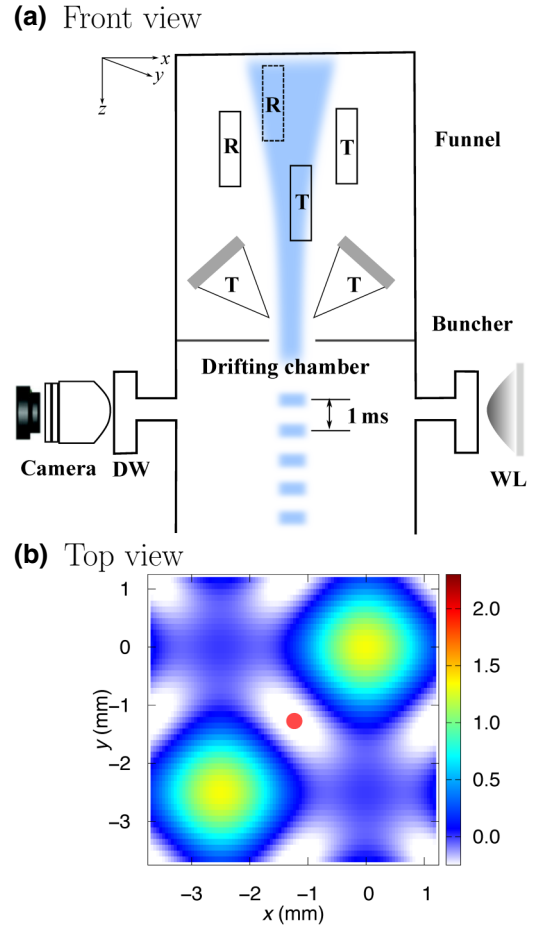 (a) Front view
x
y
z
R
R
T
T
Funnel
T
T
Buncher
Drifting chamber
1 ms
Camera
DW
WL
(b) Top view
1
0
−1
−2
−3
y (mm)
−3 −2 −1 0 1
x (mm)
2.0
1.5
1.0
0.5
0.0